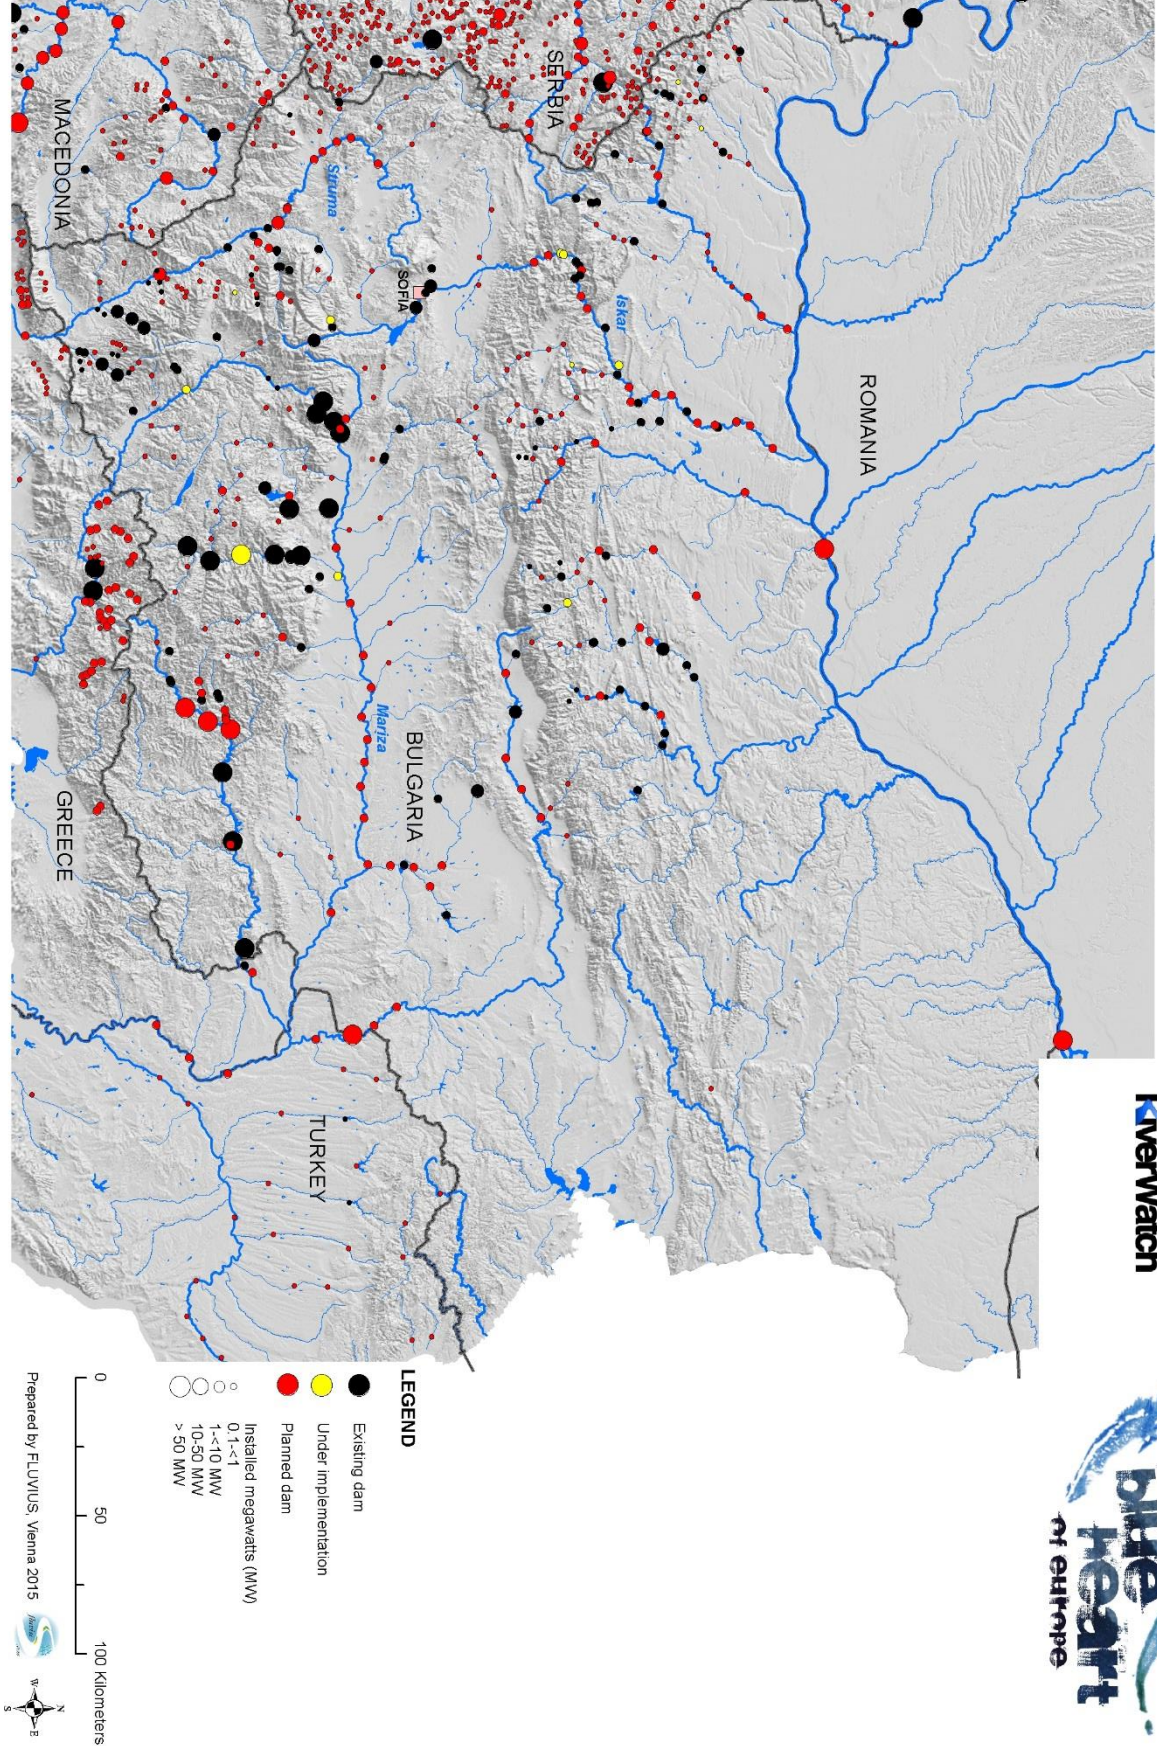 Riverwatch
blue
heart
of europe
ROMANIA
SERBIA
Iskar
MACEDONIA
Struma
SOFIA
BULGARIA
Mariza
GREECE
TURKEY
LEGEND
Existing dam
Under implementation
Planned dam
Installed megawatts (MW)
0.1-<1
1-<10 MW
10-50 MW
> 50 MW
0 50 100 Kilometers
Prepared by FLUVIUS, Vienna 2015
N
W E
S